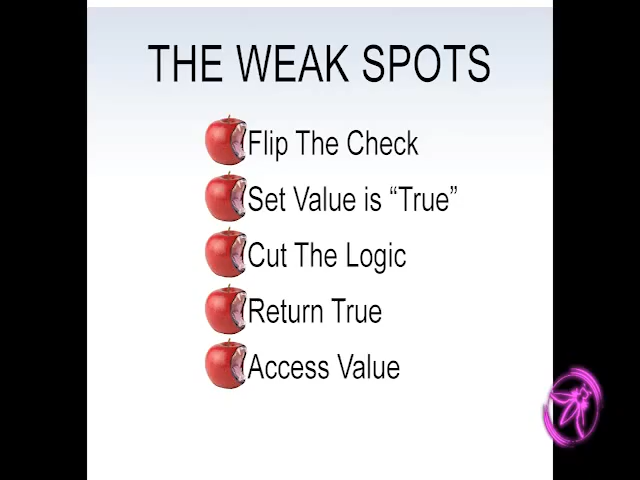 THE WEAK SPOTS
Flip The Check
Set Value is “True”
Cut The Logic
Return True
Access Value